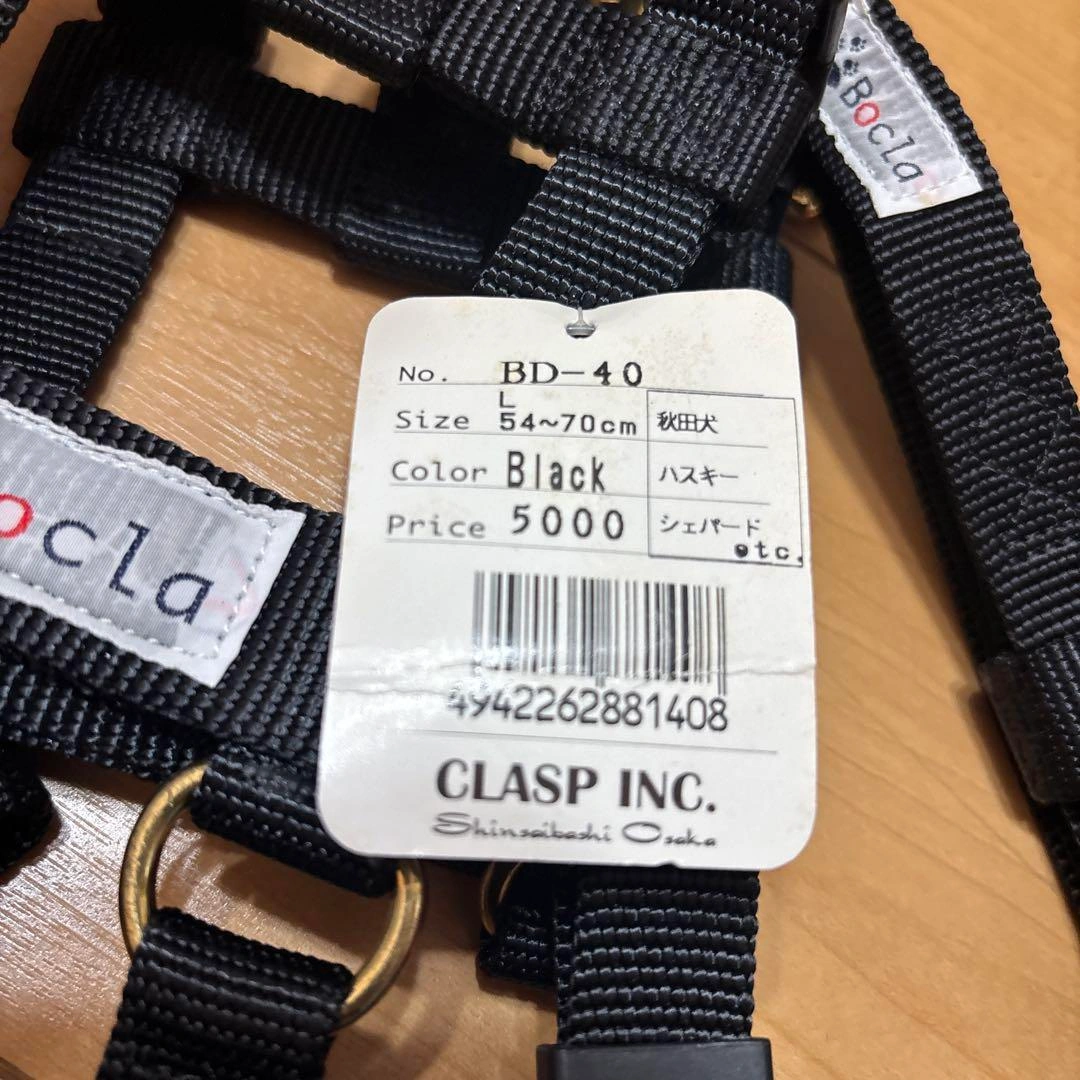 Bocla
No. BD-40
L
Size 54~70cm
Color Black
Price 5000
秋田犬
ハスキー
シェパード
etc.
ocla
4942262881408
CLASP INC.
Shinsaibashi Osaka